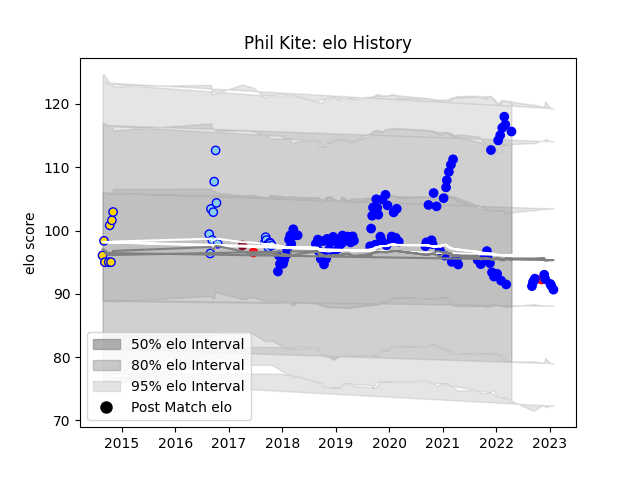 Phil Kite: elo History
elo score
120
110
100
90
80
70
50% elo Interval
80% elo Interval
95% elo Interval
Post Match elo
2015 2016 2017 2018 2019 2020 2021 2022 2023